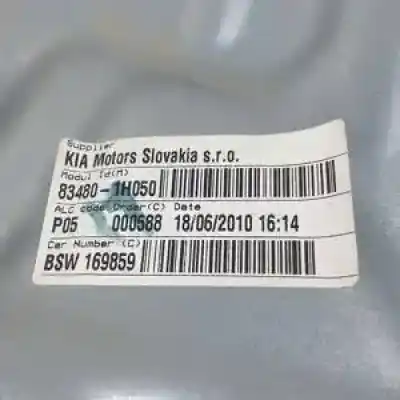 Supplier
KIA Motors Slovakia s.r.o.
Modul Id(M)
83480-1H050
ALC code Order(C) Date
P05 000588 18/06/2010 16:14
Car Number (C)
BSW 169859